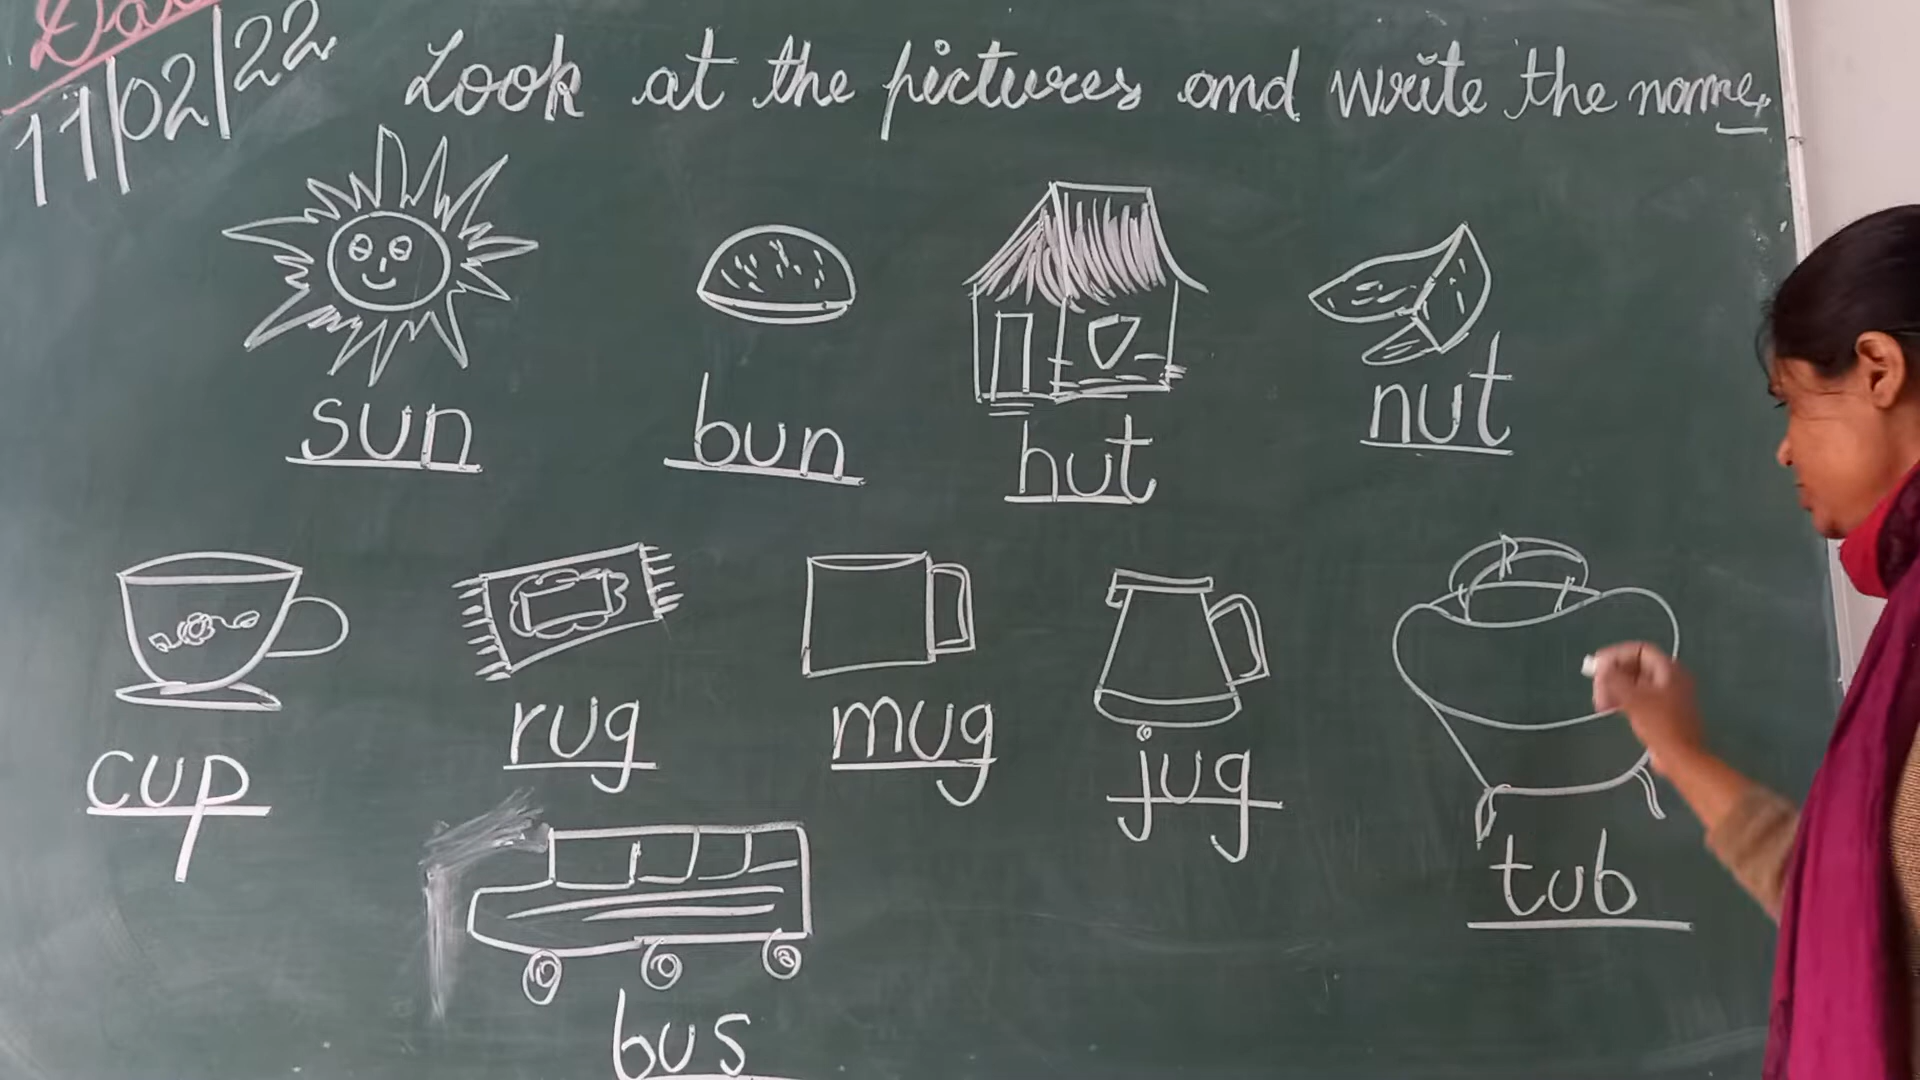 11/02/22
Look at the pictures and write the name.
sun bun hut nut
cup rug mug jug tub
bus